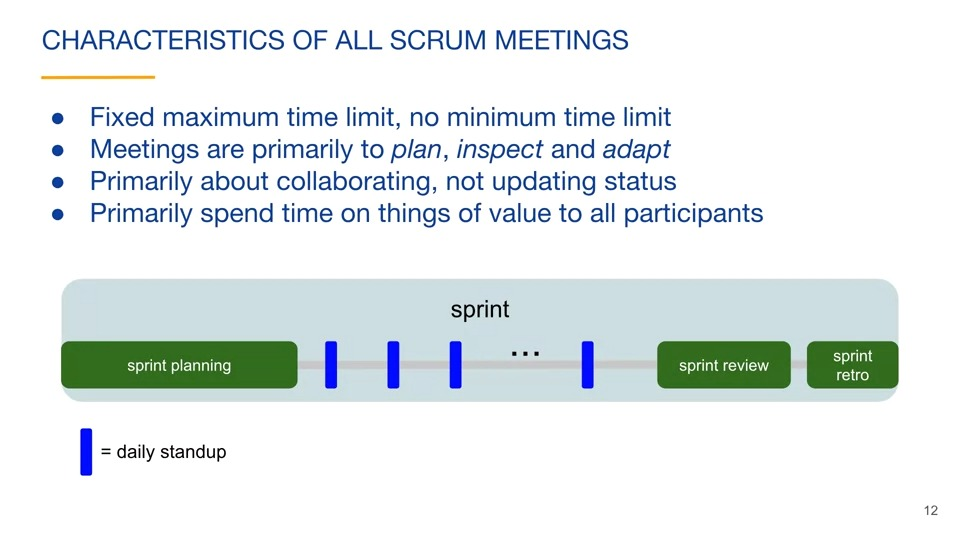 CHARACTERISTICS OF ALL SCRUM MEETINGS
● Fixed maximum time limit, no minimum time limit
● Meetings are primarily to plan, inspect and adapt
● Primarily about collaborating, not updating status
● Primarily spend time on things of value to all participants
sprint
sprint planning
...
sprint review
sprint
retro
= daily standup
12